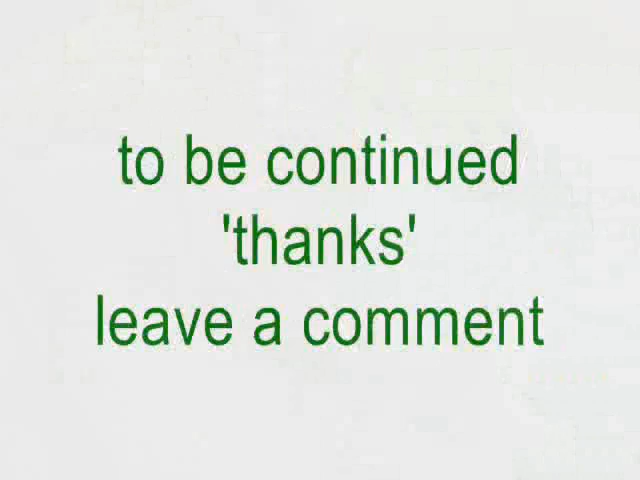 to be continued
'thanks'
leave a comment